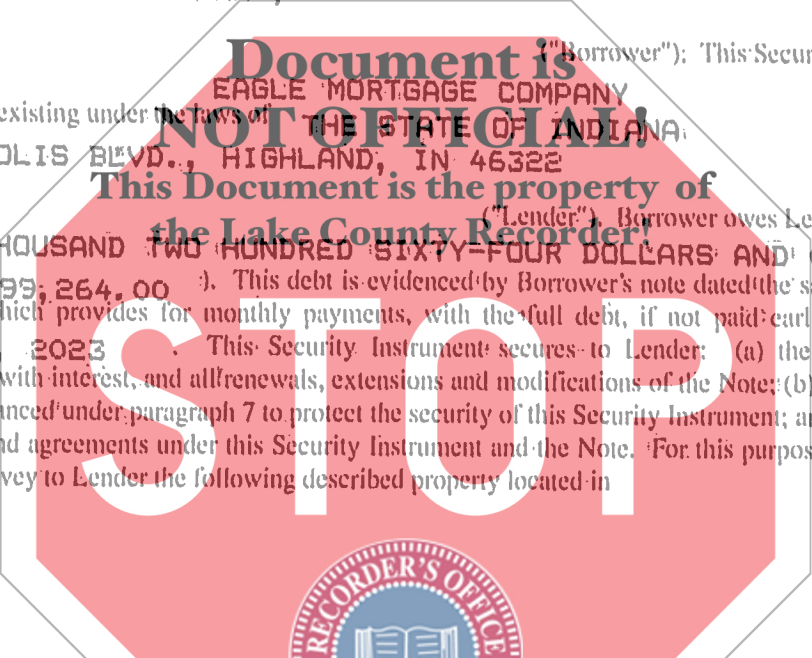 ("Borrower"). This Secur
Document is
EAGLE MORTGAGE COMPANY
existing under the laws of THE STATE OF INDIANA
NOT OFFICIAL!
OLIS BLVD., HIGHLAND, IN 46322
This Document is the property of
("Lender"). Borrower owes Le
the Lake County Recorder!
HOUSAND TWO HUNDRED SIXTY-FOUR DOLLARS AND
99,264.00 ). This debt is evidenced by Borrower's note dated the s
hich provides for monthly payments, with the full debt, if not paid earl
, 2023 . This Security Instrument secures to Lender: (a) the
with interest, and all renewals, extensions and modifications of the Note; (b)
anced under paragraph 7 to protect the security of this Security Instrument; a
nd agreements under this Security Instrument and the Note. For this purpos
vey to Lender the following described property located in
STOP
RECORDER'S OFFICE